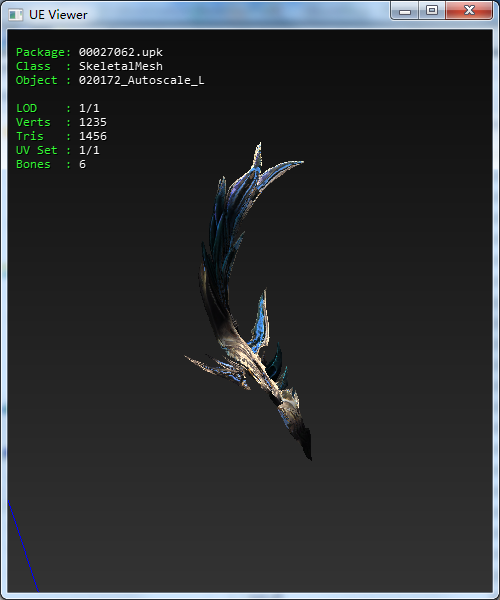 UE Viewer
Package: 00027062.upk
Class  : SkeletalMesh
Object : 020172_Autoscale_L
LOD    : 1/1
Verts  : 1235
Tris   : 1456
UV Set : 1/1
Bones  : 6